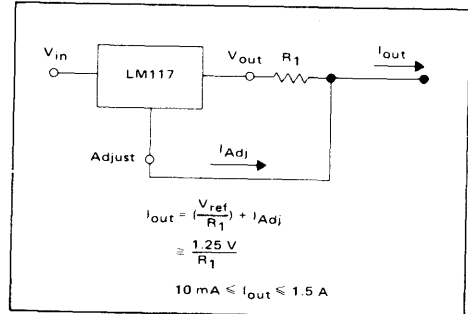 V_in
LM117
V_out
R_1
I_out
Adjust
I_Adj
I_out = (V_ref / R_1) + I_Adj
≅ 1.25 V / R_1
10 mA ⩽ I_out ⩽ 1.5 A